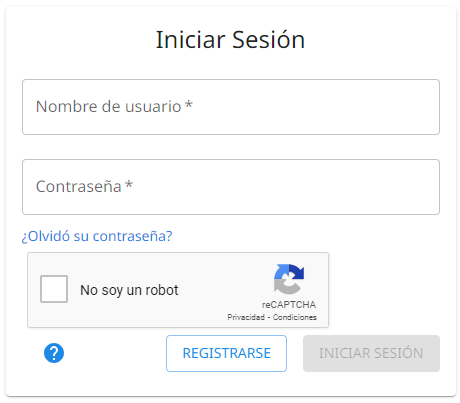 Iniciar Sesión
Nombre de usuario *
Contraseña *
¿Olvidó su contraseña?
No soy un robot
reCAPTCHA
Privacidad - Condiciones
? REGISTRARSE INICIAR SESIÓN